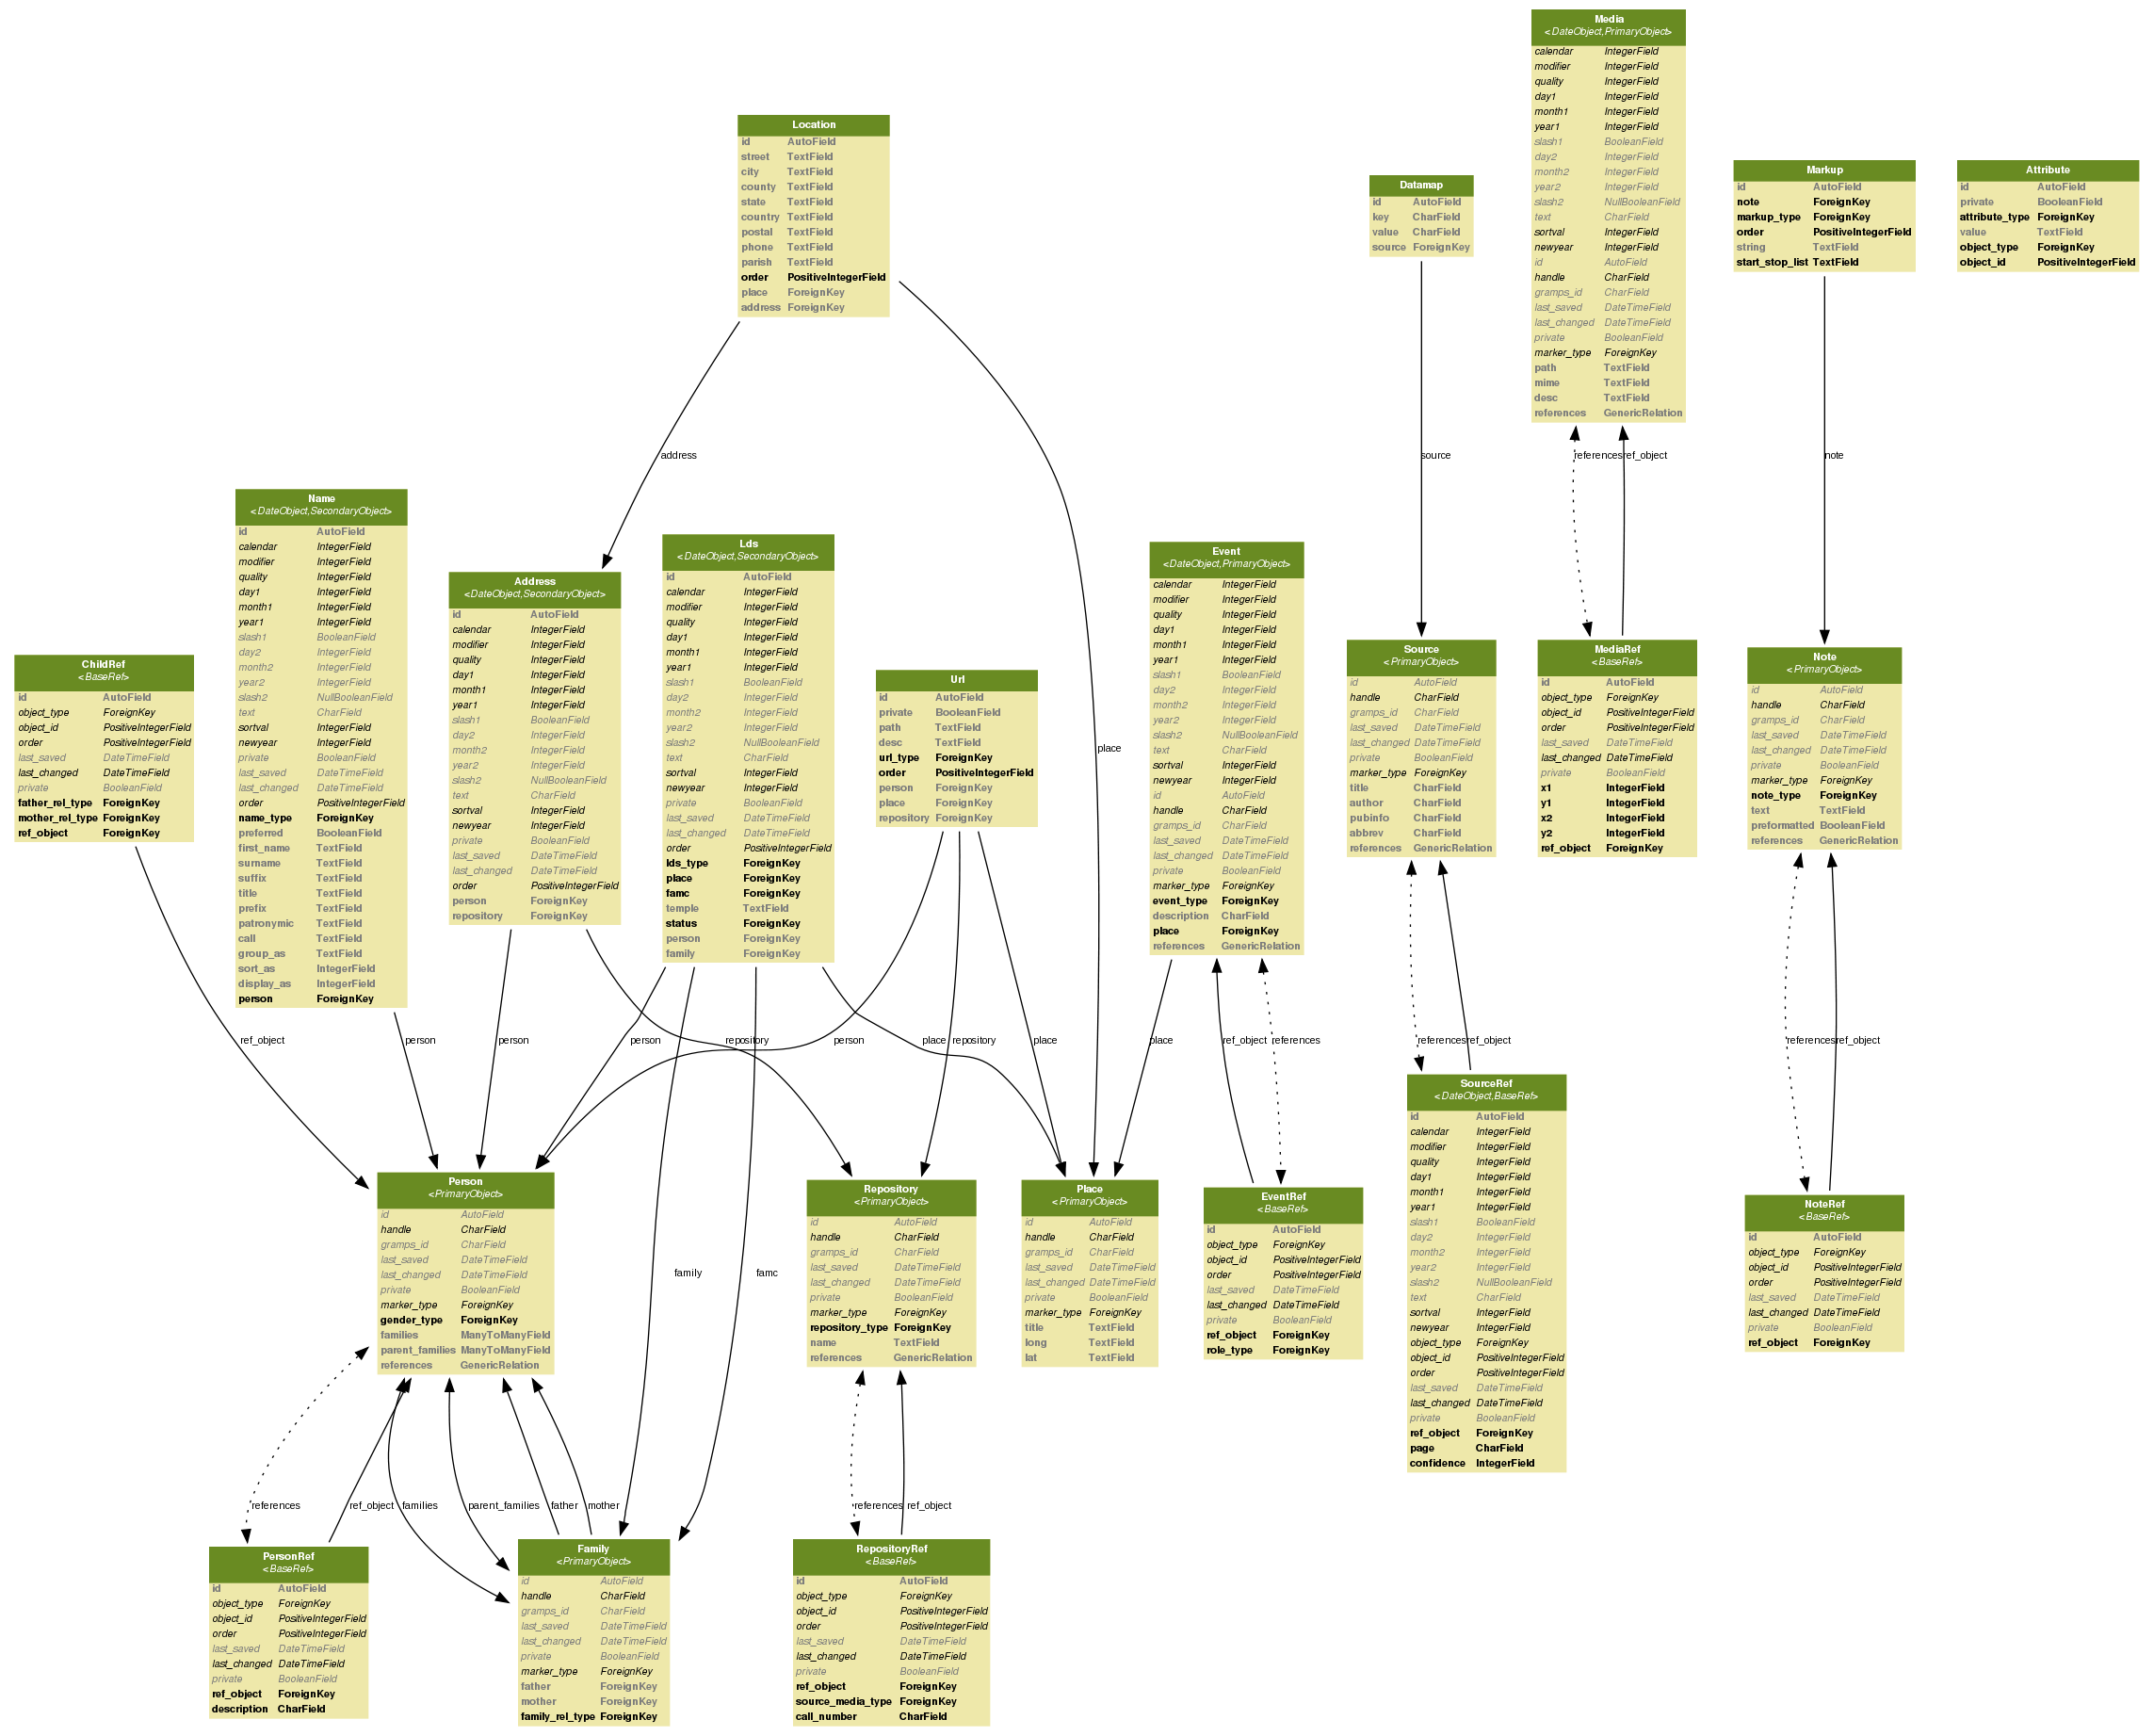 Media
<DateObject,PrimaryObject>
calendar IntegerField
modifier IntegerField
quality IntegerField
day1 IntegerField
month1 IntegerField
year1 IntegerField
slash1 BooleanField
day2 IntegerField
month2 IntegerField
year2 IntegerField
slash2 NullBooleanField
text CharField
sortval IntegerField
newyear IntegerField
id AutoField
handle CharField
gramps_id CharField
last_saved DateTimeField
last_changed DateTimeField
private BooleanField
marker_type ForeignKey
path TextField
mime TextField
desc TextField
references GenericRelation
Location
id AutoField
street TextField
city TextField
county TextField
state TextField
country TextField
postal TextField
phone TextField
parish TextField
order PositiveIntegerField
place ForeignKey
address ForeignKey
Datamap
id AutoField
key CharField
value CharField
source ForeignKey
Markup
id AutoField
note ForeignKey
markup_type ForeignKey
order PositiveIntegerField
string TextField
start_stop_list TextField
Attribute
id AutoField
private BooleanField
attribute_type ForeignKey
value TextField
object_type ForeignKey
object_id PositiveIntegerField
address
source
references
ref_object
note
Name
<DateObject,SecondaryObject>
id AutoField
calendar IntegerField
modifier IntegerField
quality IntegerField
day1 IntegerField
month1 IntegerField
year1 IntegerField
slash1 BooleanField
day2 IntegerField
month2 IntegerField
year2 IntegerField
slash2 NullBooleanField
text CharField
sortval IntegerField
newyear IntegerField
private BooleanField
last_saved DateTimeField
last_changed DateTimeField
order PositiveIntegerField
name_type ForeignKey
preferred BooleanField
first_name TextField
surname TextField
suffix TextField
title TextField
prefix TextField
patronymic TextField
call TextField
group_as TextField
sort_as IntegerField
display_as IntegerField
person ForeignKey
Lds
<DateObject,SecondaryObject>
id AutoField
calendar IntegerField
modifier IntegerField
quality IntegerField
day1 IntegerField
month1 IntegerField
year1 IntegerField
slash1 BooleanField
day2 IntegerField
month2 IntegerField
year2 IntegerField
slash2 NullBooleanField
text CharField
sortval IntegerField
newyear IntegerField
private BooleanField
last_saved DateTimeField
last_changed DateTimeField
order PositiveIntegerField
lds_type ForeignKey
place ForeignKey
famc ForeignKey
temple TextField
status ForeignKey
person ForeignKey
family ForeignKey
Event
<DateObject,PrimaryObject>
calendar IntegerField
modifier IntegerField
quality IntegerField
day1 IntegerField
month1 IntegerField
year1 IntegerField
slash1 BooleanField
day2 IntegerField
month2 IntegerField
year2 IntegerField
slash2 NullBooleanField
text CharField
sortval IntegerField
newyear IntegerField
id AutoField
handle CharField
gramps_id CharField
last_saved DateTimeField
last_changed DateTimeField
private BooleanField
marker_type ForeignKey
event_type ForeignKey
description CharField
place ForeignKey
references GenericRelation
Address
<DateObject,SecondaryObject>
id AutoField
calendar IntegerField
modifier IntegerField
quality IntegerField
day1 IntegerField
month1 IntegerField
year1 IntegerField
slash1 BooleanField
day2 IntegerField
month2 IntegerField
year2 IntegerField
slash2 NullBooleanField
text CharField
sortval IntegerField
newyear IntegerField
private BooleanField
last_saved DateTimeField
last_changed DateTimeField
order PositiveIntegerField
person ForeignKey
repository ForeignKey
ChildRef
<BaseRef>
id AutoField
object_type ForeignKey
object_id PositiveIntegerField
order PositiveIntegerField
last_saved DateTimeField
last_changed DateTimeField
private BooleanField
father_rel_type ForeignKey
mother_rel_type ForeignKey
ref_object ForeignKey
Url
id AutoField
private BooleanField
path TextField
desc TextField
url_type ForeignKey
order PositiveIntegerField
person ForeignKey
place ForeignKey
repository ForeignKey
place
Source
<PrimaryObject>
id AutoField
handle CharField
gramps_id CharField
last_saved DateTimeField
last_changed DateTimeField
private BooleanField
marker_type ForeignKey
title CharField
author CharField
pubinfo CharField
abbrev CharField
references GenericRelation
MediaRef
<BaseRef>
id AutoField
object_type ForeignKey
object_id PositiveIntegerField
order PositiveIntegerField
last_saved DateTimeField
last_changed DateTimeField
private BooleanField
x1 IntegerField
y1 IntegerField
x2 IntegerField
y2 IntegerField
ref_object ForeignKey
Note
<PrimaryObject>
id AutoField
handle CharField
gramps_id CharField
last_saved DateTimeField
last_changed DateTimeField
private BooleanField
marker_type ForeignKey
note_type ForeignKey
text TextField
preformatted BooleanField
references GenericRelation
ref_object
person
person
person
repository
person
place
repository
place
place
ref_object
references
references
ref_object
references
ref_object
SourceRef
<DateObject,BaseRef>
id AutoField
calendar IntegerField
modifier IntegerField
quality IntegerField
day1 IntegerField
month1 IntegerField
year1 IntegerField
slash1 BooleanField
day2 IntegerField
month2 IntegerField
year2 IntegerField
slash2 NullBooleanField
text CharField
sortval IntegerField
newyear IntegerField
object_type ForeignKey
object_id PositiveIntegerField
order PositiveIntegerField
last_saved DateTimeField
last_changed DateTimeField
private BooleanField
ref_object ForeignKey
page CharField
confidence IntegerField
Person
<PrimaryObject>
id AutoField
handle CharField
gramps_id CharField
last_saved DateTimeField
last_changed DateTimeField
private BooleanField
marker_type ForeignKey
gender_type ForeignKey
families ManyToManyField
parent_families ManyToManyField
references GenericRelation
family
famc
Repository
<PrimaryObject>
id AutoField
handle CharField
gramps_id CharField
last_saved DateTimeField
last_changed DateTimeField
private BooleanField
marker_type ForeignKey
repository_type ForeignKey
name TextField
references GenericRelation
Place
<PrimaryObject>
id AutoField
handle CharField
gramps_id CharField
last_saved DateTimeField
last_changed DateTimeField
private BooleanField
marker_type ForeignKey
title TextField
long TextField
lat TextField
EventRef
<BaseRef>
id AutoField
object_type ForeignKey
object_id PositiveIntegerField
order PositiveIntegerField
last_saved DateTimeField
last_changed DateTimeField
private BooleanField
ref_object ForeignKey
role_type ForeignKey
NoteRef
<BaseRef>
id AutoField
object_type ForeignKey
object_id PositiveIntegerField
order PositiveIntegerField
last_saved DateTimeField
last_changed DateTimeField
private BooleanField
ref_object ForeignKey
references
ref_object
families
parent_families
father
mother
references
ref_object
PersonRef
<BaseRef>
id AutoField
object_type ForeignKey
object_id PositiveIntegerField
order PositiveIntegerField
last_saved DateTimeField
last_changed DateTimeField
private BooleanField
ref_object ForeignKey
description CharField
Family
<PrimaryObject>
id AutoField
handle CharField
gramps_id CharField
last_saved DateTimeField
last_changed DateTimeField
private BooleanField
marker_type ForeignKey
father ForeignKey
mother ForeignKey
family_rel_type ForeignKey
RepositoryRef
<BaseRef>
id AutoField
object_type ForeignKey
object_id PositiveIntegerField
order PositiveIntegerField
last_saved DateTimeField
last_changed DateTimeField
private BooleanField
ref_object ForeignKey
source_media_type ForeignKey
call_number CharField